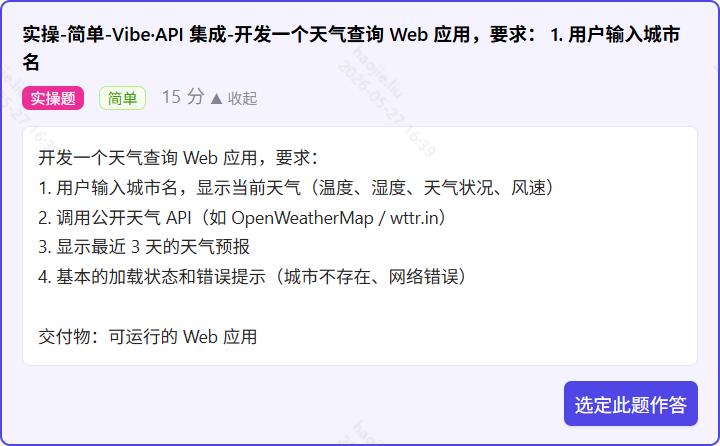 实操-简单-Vibe·API 集成-开发一个天气查询 Web 应用，要求： 1. 用户输入城市
名
实操题 简单 15 分 ▲ 收起
开发一个天气查询 Web 应用，要求：
1. 用户输入城市名，显示当前天气（温度、湿度、天气状况、风速）
2. 调用公开天气 API（如 OpenWeatherMap / wttr.in）
3. 显示最近 3 天的天气预报
4. 基本的加载状态和错误提示（城市不存在、网络错误）
交付物：可运行的 Web 应用
选定此题作答
haojie.liu
2026-05-27 16:39